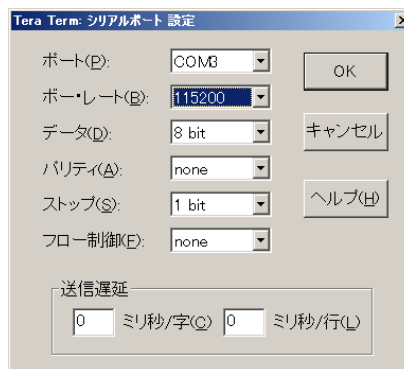 Tera Term: シリアルポート 設定
ポート(P): COM3 OK
ボー・レート(B): 115200
データ(D): 8 bit キャンセル
パリティ(A): none
ストップ(S): 1 bit ヘルプ(H)
フロー制御(F): none
送信遅延
0 ミリ秒/字(C) 0 ミリ秒/行(L)